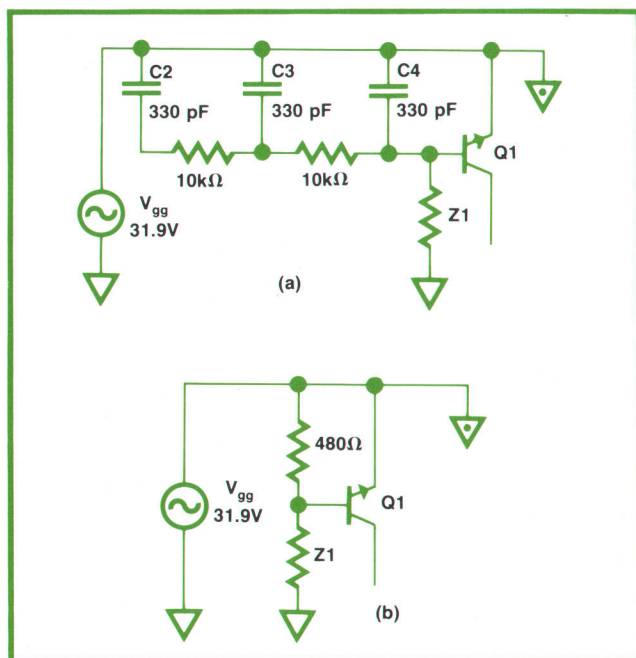 C2
330 pF
C3
330 pF
C4
330 pF
10kΩ
10kΩ
Q1
Z1
Vgg
31.9V
(a)
480Ω
Q1
Vgg
31.9V
Z1
(b)